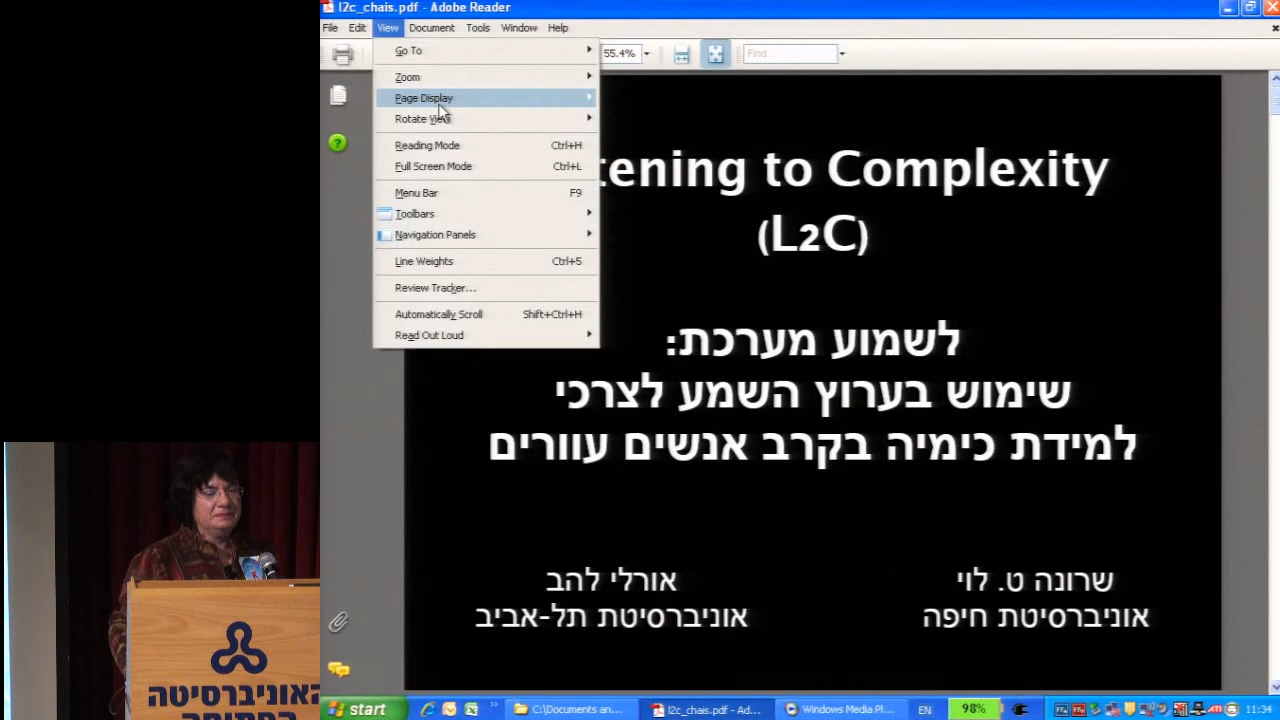 l2c_chais.pdf - Adobe Reader
File Edit View Document Tools Window Help
55.4%
Find
Go To
Zoom
Page Display
Rotate View
Reading Mode Ctrl+H
Full Screen Mode Ctrl+L
Menu Bar F9
Toolbars
Navigation Panels
Line Weights Ctrl+5
Review Tracker...
Automatically Scroll Shift+Ctrl+H
Read Out Loud
tening to Complexity
(L2C)
לשמוע מערכת:
שימוש בערוץ השמע לצרכי
למידת כימיה בקרב אנשים עוורים
שרונה ט. לוי
אוניברסיטת חיפה
אורלי להב
אוניברסיטת תל-אביב
האוניברסיטה
הפתוחה
start
C:\Documents an...
l2c_chais.pdf - Ad...
Windows Media Pl...
EN
98%
11:34